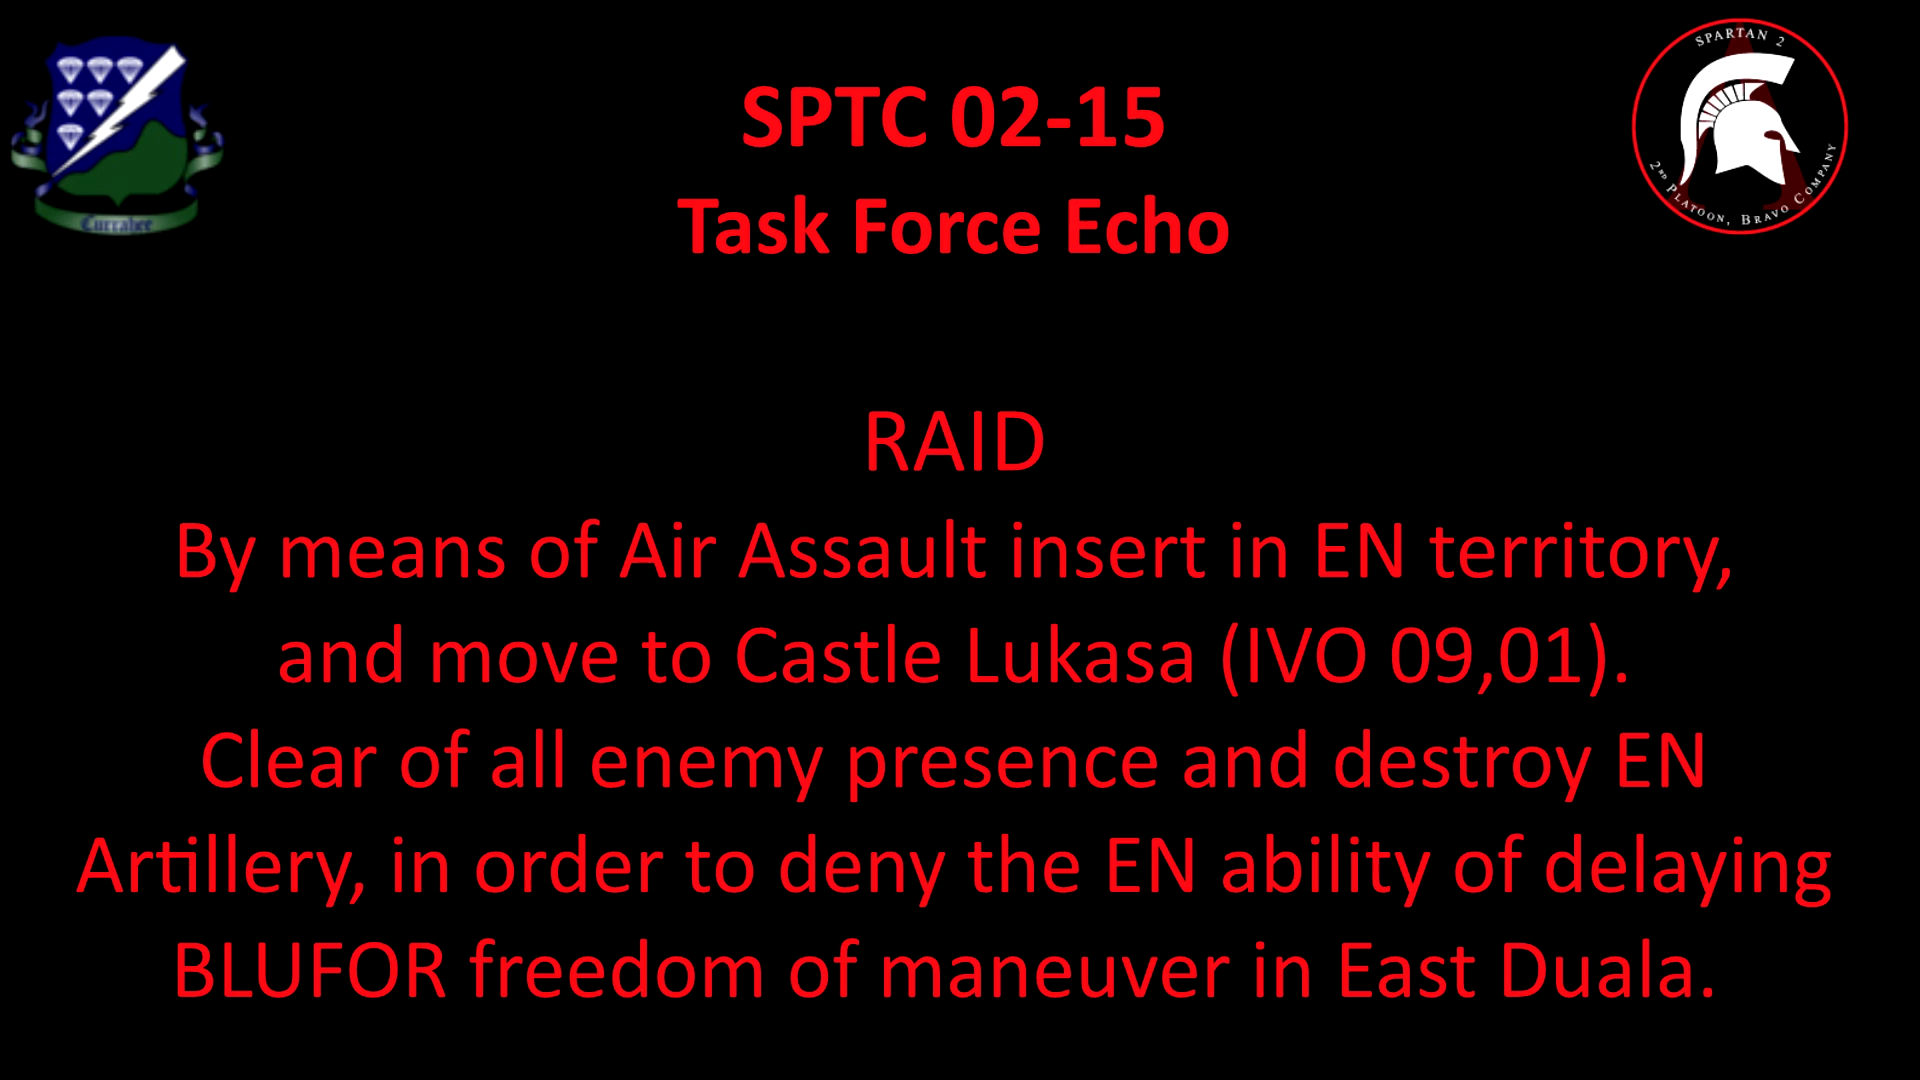 SPTC 02-15
Task Force Echo
SPARTAN 2
2ND PLATOON, BRAVO COMPANY
Currahee
RAID
By means of Air Assault insert in EN territory,
and move to Castle Lukasa (IVO 09,01).
Clear of all enemy presence and destroy EN
Artillery, in order to deny the EN ability of delaying
BLUFOR freedom of maneuver in East Duala.